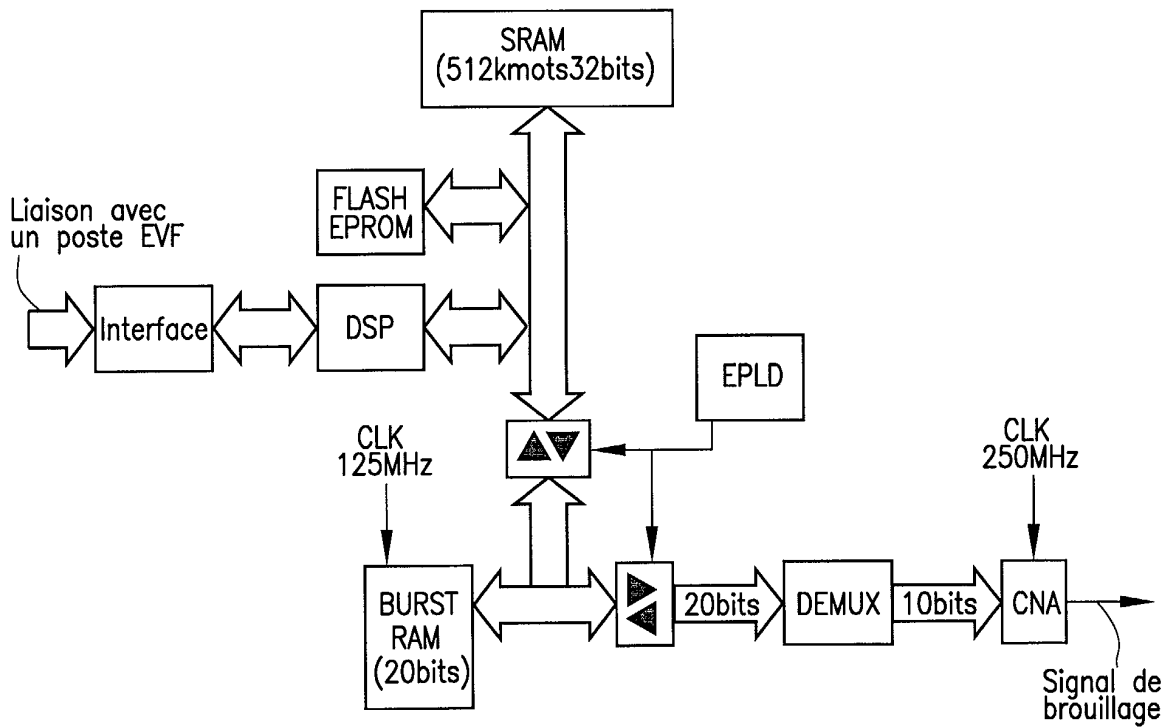 SRAM
(512kmots32bits)
FLASH
EPROM
Liaison avec
un poste EVF
Interface
DSP
EPLD
CLK
125MHz
CLK
250MHz
BURST
RAM
(20bits)
20bits
DEMUX
10bits
CNA
Signal de
brouillage